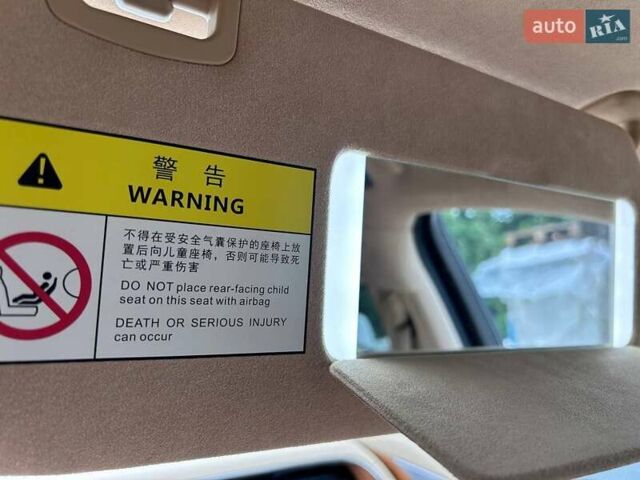 auto RIA.com
警告
WARNING
不得在受安全气囊保护的座椅上放
置后向儿童座椅，否则可能导致死
亡或严重伤害
DO NOT place rear-facing child
seat on this seat with airbag
DEATH OR SERIOUS INJURY
can occur